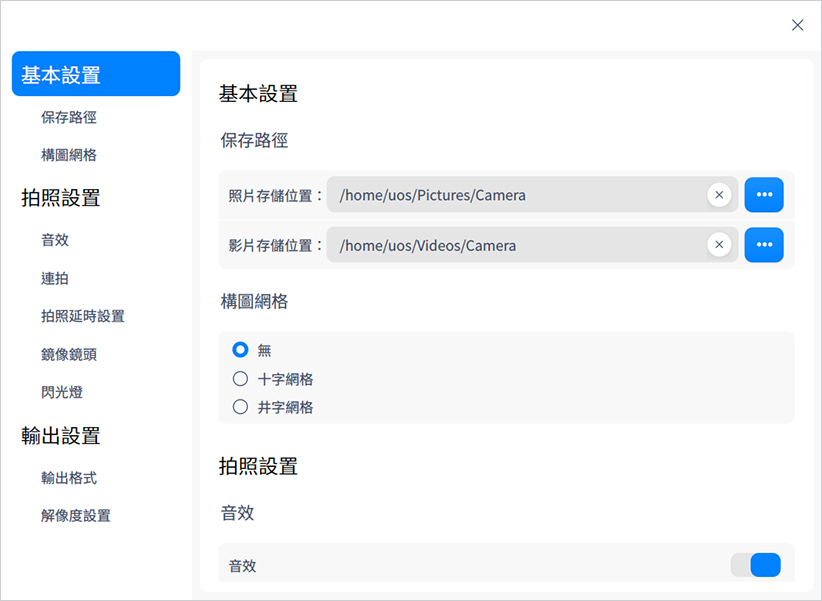 基本設置
保存路徑
構圖網格
拍照設置
音效
連拍
拍照延時設置
鏡像鏡頭
閃光燈
輸出設置
輸出格式
解像度設置
基本設置
保存路徑
照片存儲位置：/home/uos/Pictures/Camera
影片存儲位置：/home/uos/Videos/Camera
構圖網格
無
十字網格
井字網格
拍照設置
音效
音效